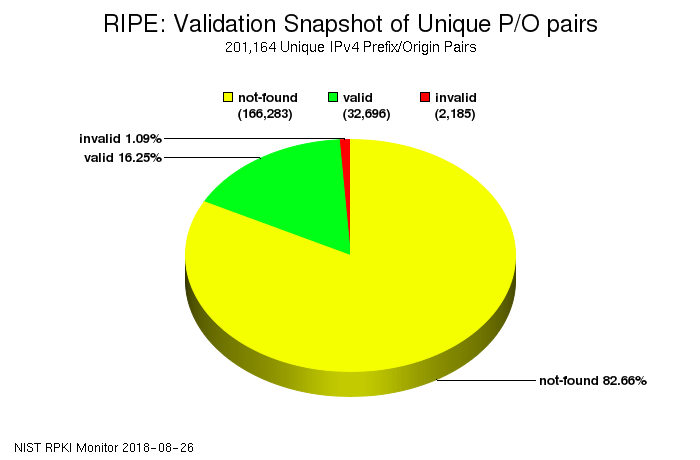 RIPE: Validation Snapshot of Unique P/O pairs
201,164 Unique IPv4 Prefix/Origin Pairs
not-found valid invalid
(166,283) (32,696) (2,185)
invalid 1.09%
valid 16.25%
not-found 82.66%
NIST RPKI Monitor 2018-08-26